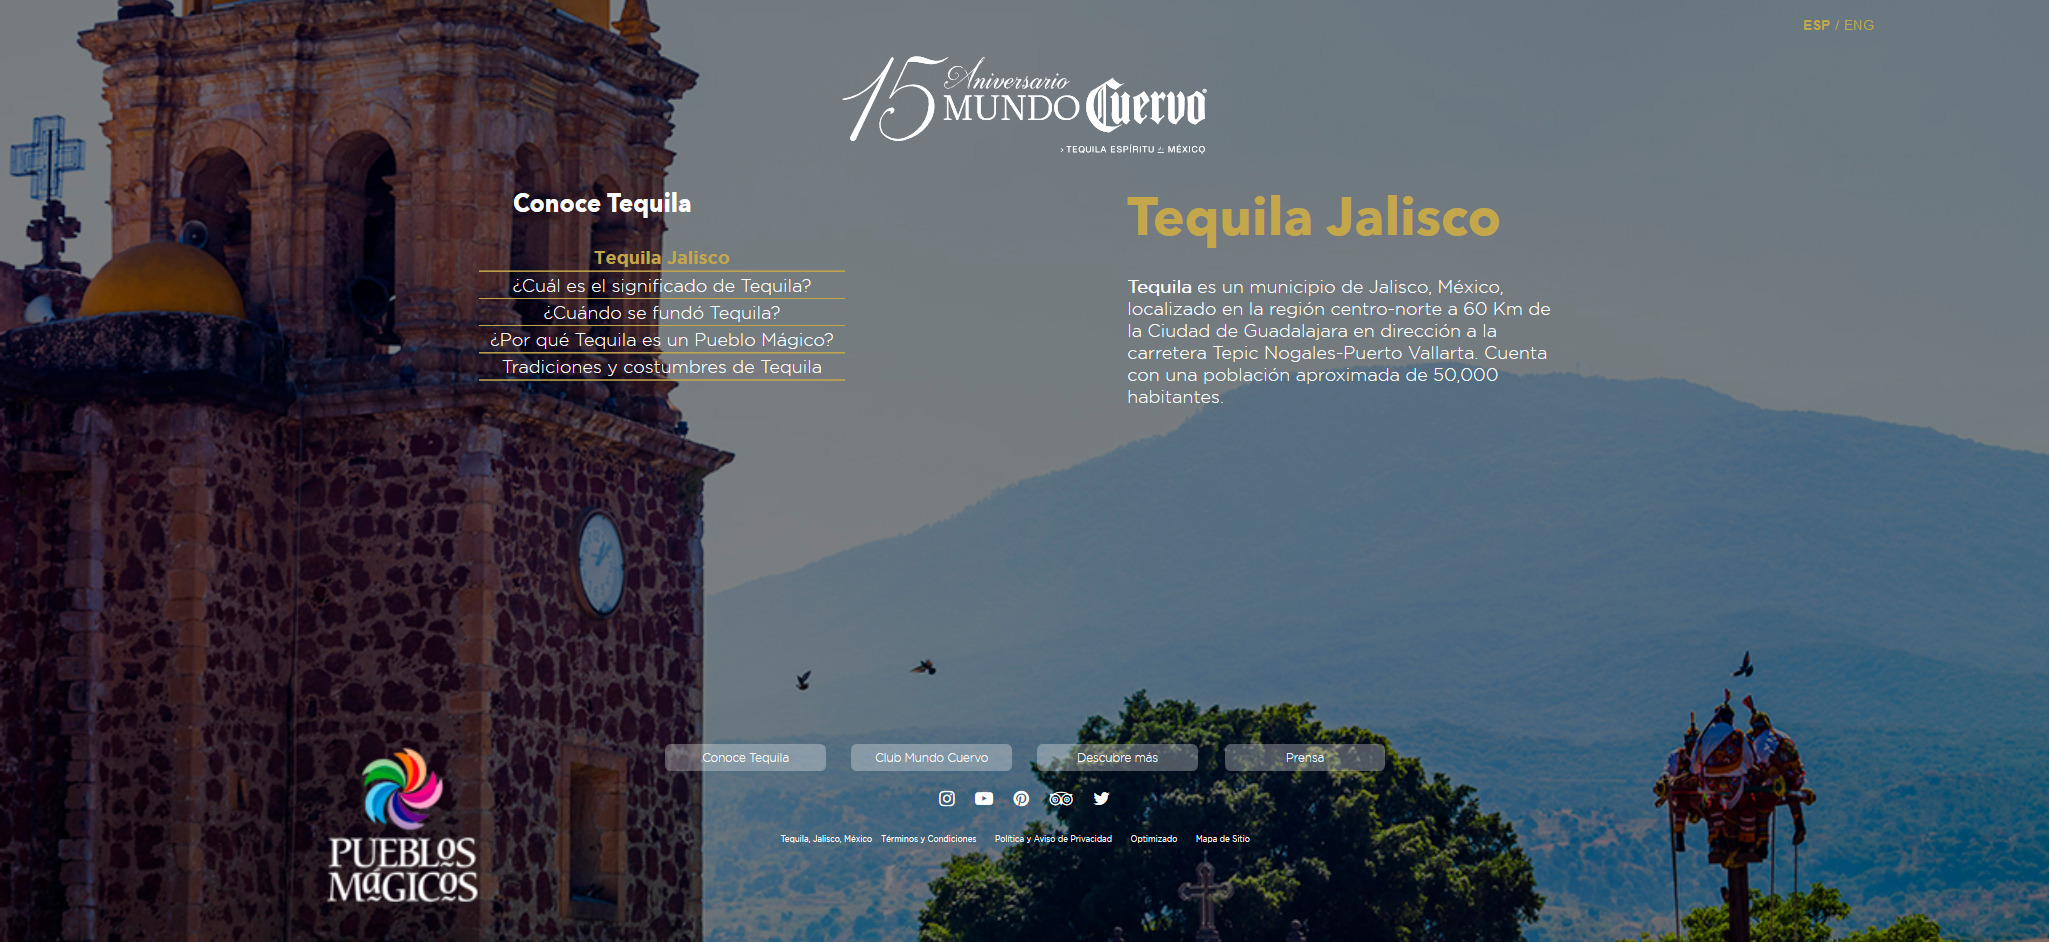 ESP / ENG
15 Aniversario
MUNDO Cuervo®
› TEQUILA ESPÍRITU de MÉXICO
Conoce Tequila
Tequila Jalisco
¿Cuál es el significado de Tequila?
¿Cuándo se fundó Tequila?
¿Por qué Tequila es un Pueblo Mágico?
Tradiciones y costumbres de Tequila
Tequila Jalisco
Tequila es un municipio de Jalisco, México,
localizado en la región centro-norte a 60 Km de
la Ciudad de Guadalajara en dirección a la
carretera Tepic Nogales-Puerto Vallarta. Cuenta
con una población aproximada de 50,000
habitantes.
Conoce Tequila
Club Mundo Cuervo
Descubre más
Prensa
Tequila, Jalisco, México
Términos y Condiciones
Política y Aviso de Privacidad
Optimizado
Mapa de Sitio
PUEBLOS
MÁGICOS